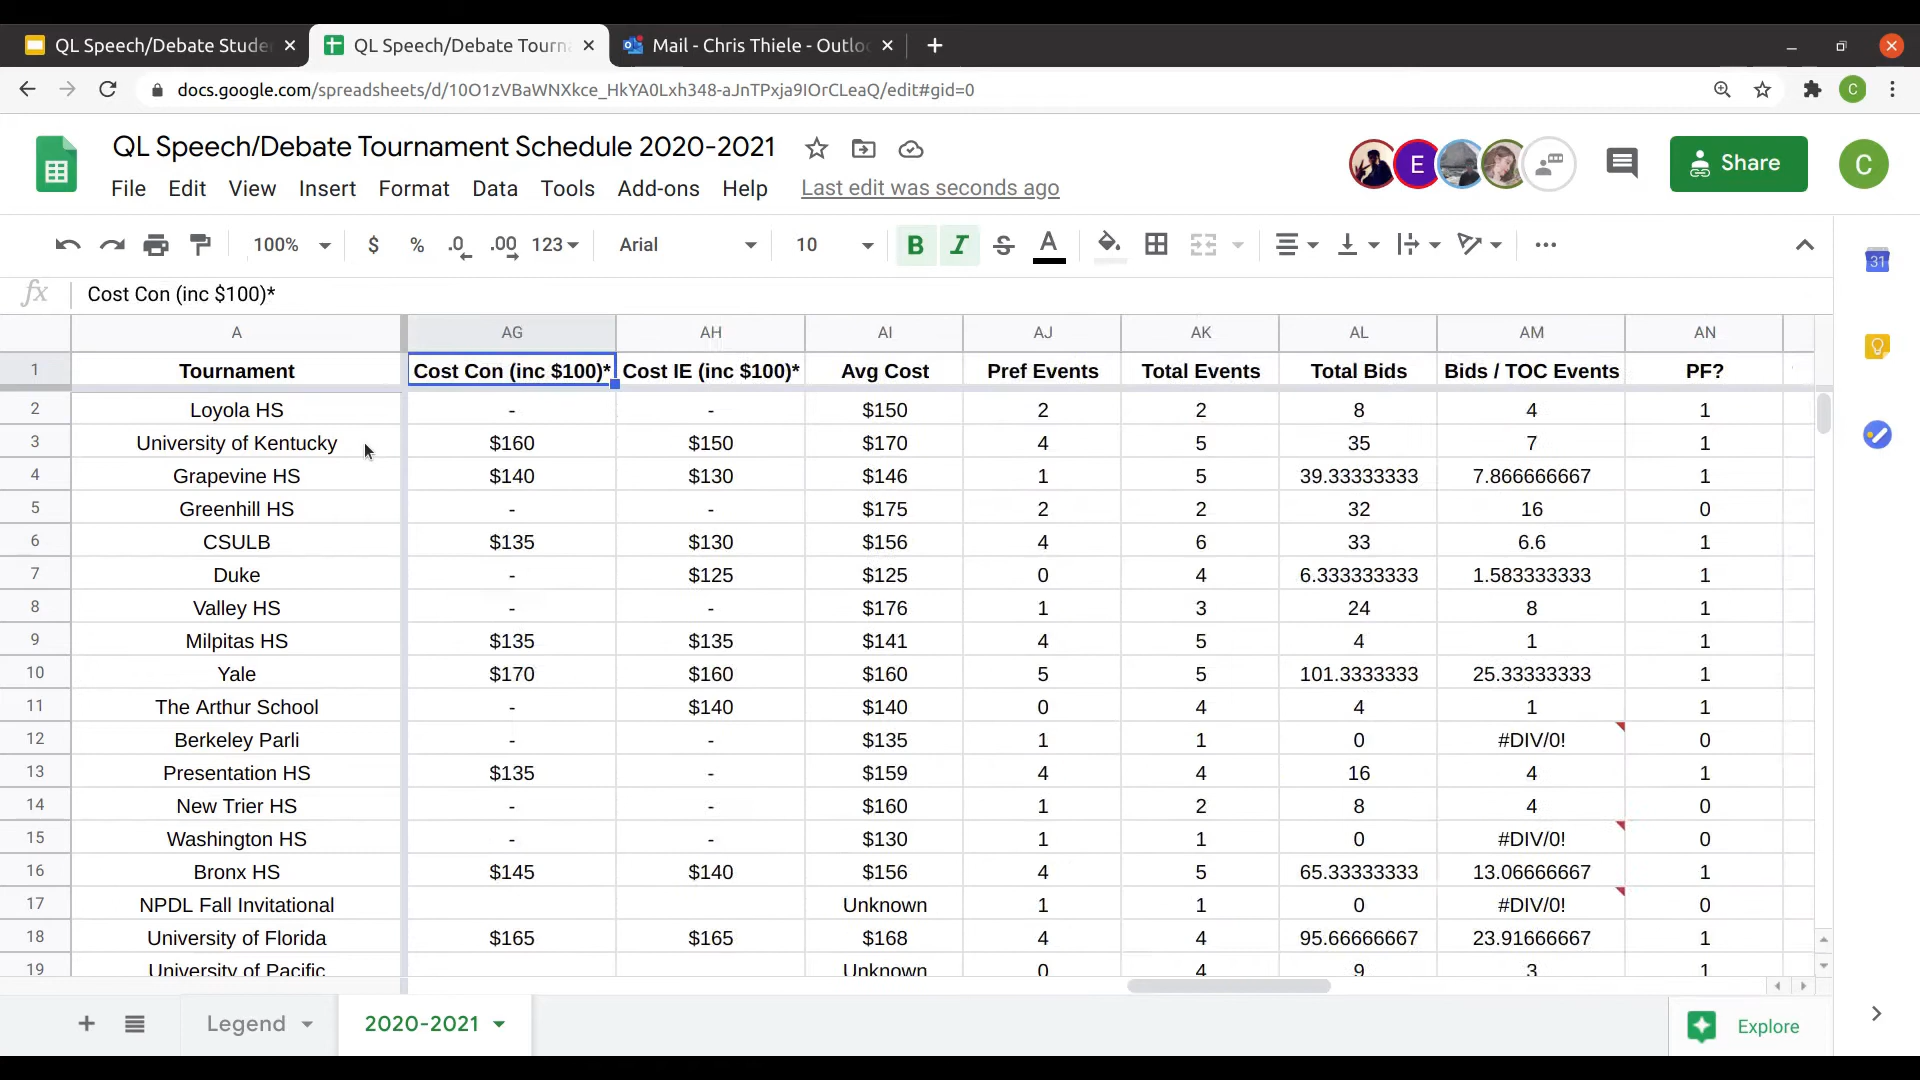 QL Speech/Debate Stude
QL Speech/Debate Tourn
Mail - Chris Thiele - Outlo
docs.google.com/spreadsheets/d/10O1zVBaWNXkce_HkYA0Lxh348-aJnTPxja9IOrCLeaQ/edit#gid=0
C
QL Speech/Debate Tournament Schedule 2020-2021
E
Share
C
File Edit View Insert Format Data Tools Add-ons Help Last edit was seconds ago
100% $ % .0 .00 123 Arial 10 B I S A
31
fx Cost Con (inc $100)*
A AG AH AI AJ AK AL AM AN
1 Tournament Cost Con (inc $100)* Cost IE (inc $100)* Avg Cost Pref Events Total Events Total Bids Bids / TOC Events PF?
2 Loyola HS - - $150 2 2 8 4 1
3 University of Kentucky $160 $150 $170 4 5 35 7 1
4 Grapevine HS $140 $130 $146 1 5 39.33333333 7.866666667 1
5 Greenhill HS - - $175 2 2 32 16 0
6 CSULB $135 $130 $156 4 6 33 6.6 1
7 Duke - $125 $125 0 4 6.333333333 1.583333333 1
8 Valley HS - - $176 1 3 24 8 1
9 Milpitas HS $135 $135 $141 4 5 4 1 1
10 Yale $170 $160 $160 5 5 101.3333333 25.33333333 1
11 The Arthur School - $140 $140 0 4 4 1 1
12 Berkeley Parli - - $135 1 1 0 #DIV/0! 0
13 Presentation HS $135 - $159 4 4 16 4 1
14 New Trier HS - - $160 1 2 8 4 0
15 Washington HS - - $130 1 1 0 #DIV/0! 0
16 Bronx HS $145 $140 $156 4 5 65.33333333 13.06666667 1
17 NPDL Fall Invitational Unknown 1 1 0 #DIV/0! 0
18 University of Florida $165 $165 $168 4 4 95.66666667 23.91666667 1
19 University of Pacific Unknown 0 4 9 3 1
Legend 2020-2021 Explore